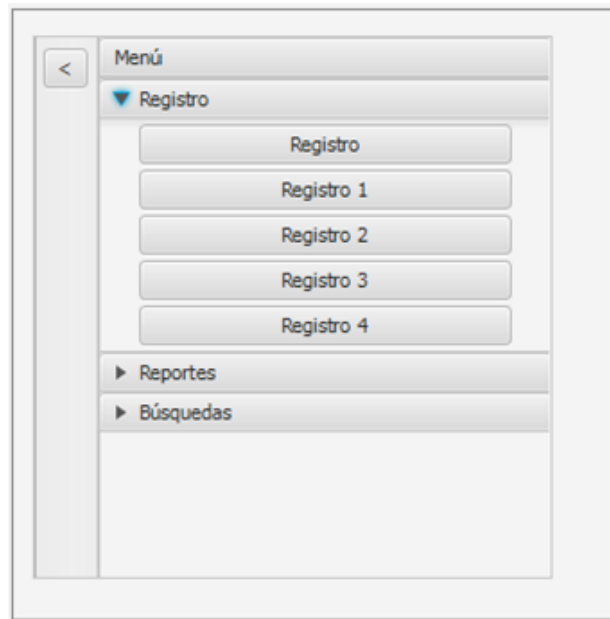 <
Menú
Registro
Registro
Registro 1
Registro 2
Registro 3
Registro 4
Reportes
Búsquedas